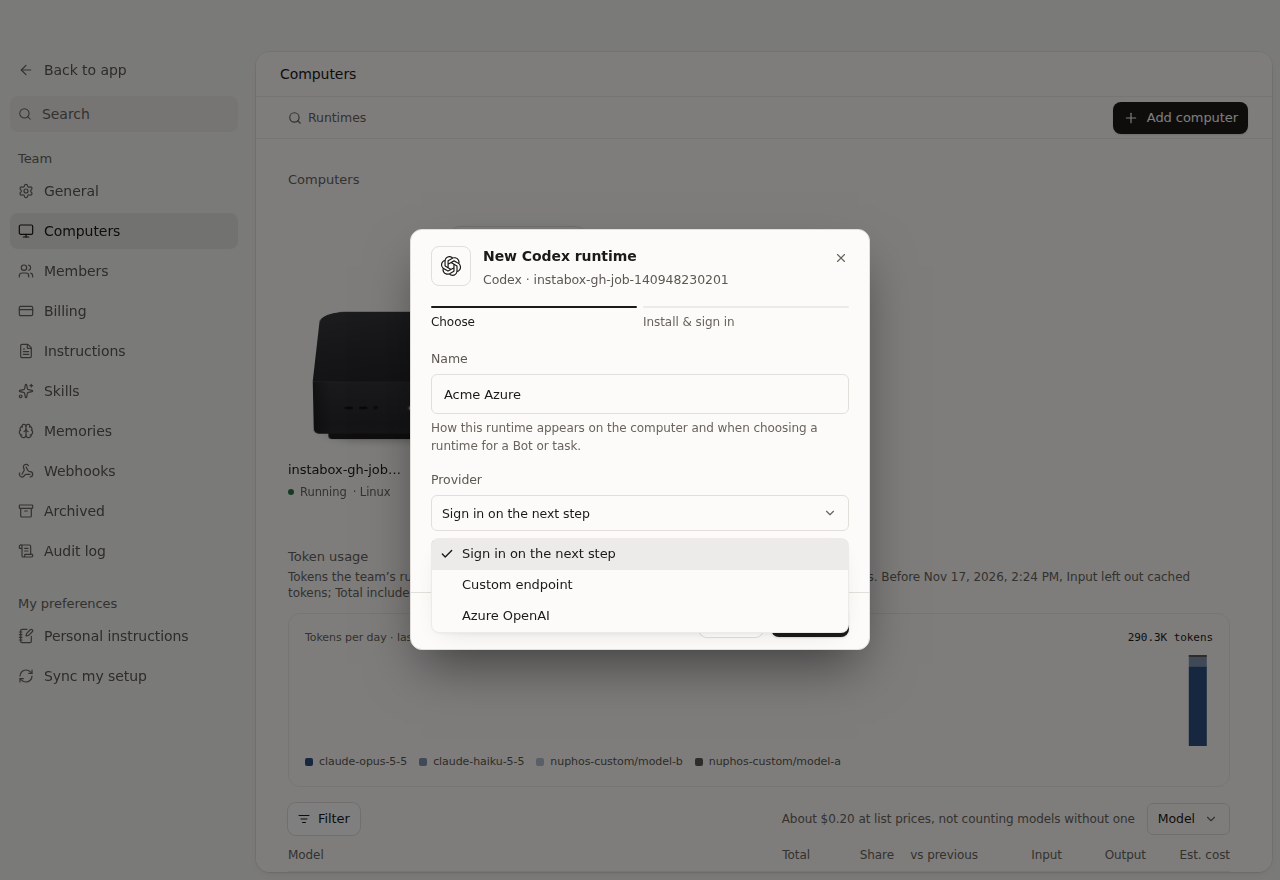 Back to app
Search
Team
General
Computers
Members
Billing
Instructions
Skills
Memories
Webhooks
Archived
Audit log
My preferences
Personal instructions
Sync my setup
Computers
Runtimes
Add computer
Computers
New Codex runtime
Codex · instabox-gh-job-140948230201
Choose
Install & sign in
Name
Acme Azure
How this runtime appears on the computer and when choosing a
runtime for a Bot or task.
Provider
Sign in on the next step
Sign in on the next step
Custom endpoint
Azure OpenAI
instabox-gh-job...
Running · Linux
Token usage
Tokens the team's ru s. Before Nov 17, 2026, 2:24 PM, Input left out cached
tokens; Total include
Tokens per day · las
290.3K tokens
claude-opus-5-5 claude-haiku-5-5 nuphos-custom/model-b nuphos-custom/model-a
Filter
About $0.20 at list prices, not counting models without one
Model
Model Total Share vs previous Input Output Est. cost